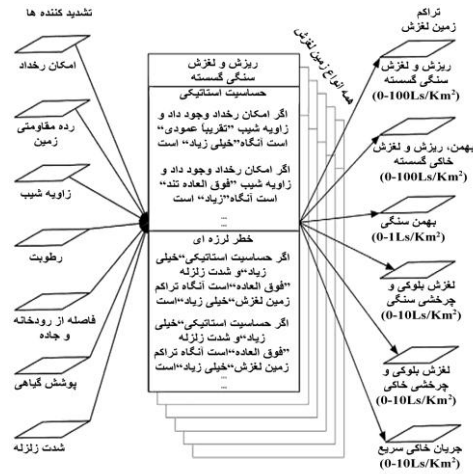 تشدید کننده ها
امکان رخداد
رده مقاومتی
زمین
زاویه شیب
رطوبت
فاصله از رودخانه
و جاده
پوشش گیاهی
شدت زلزله
ریزش و لغزش
سنگی گسسته
حساسیت استاتیکی
اگر امکان رخداد وجود داد و
زاویه شیب "تقریباً عمودی"
است آنگاه"خیلی زیاد" است
اگر امکان رخداد وجود داد و
زاویه شیب "فوق العاده تند"
است آنگاه"زیاد" است
...
...
خطر لرزه ای
اگر حساسیت استاتیکی"خیلی
زیاد"و شدت زلزله
"فوق العاده"است آنگاه تراکم
زمین لغزش"خیلی زیاد"است
اگر حساسیت استاتیکی"خیلی
زیاد"و شدت زلزله
"فوق العاده"است آنگاه تراکم
زمین لغزش"خیلی زیاد"است
...
...
همه انواع زمین لغزش
تراکم
زمین لغزش
ریزش و لغزش
سنگی گسسته
(0-100Ls/Km²)
بهمن، ریزش و لغزش
خاکی گسسته
(0-100Ls/Km²)
بهمن سنگی
(0-1Ls/Km²)
لغزش بلوکی و
چرخشی سنگی
(0-10Ls/Km²)
لغزش بلوکی و
چرخشی خاکی
(0-10Ls/Km²)
جریان خاکی سریع
(0-10Ls/Km²)